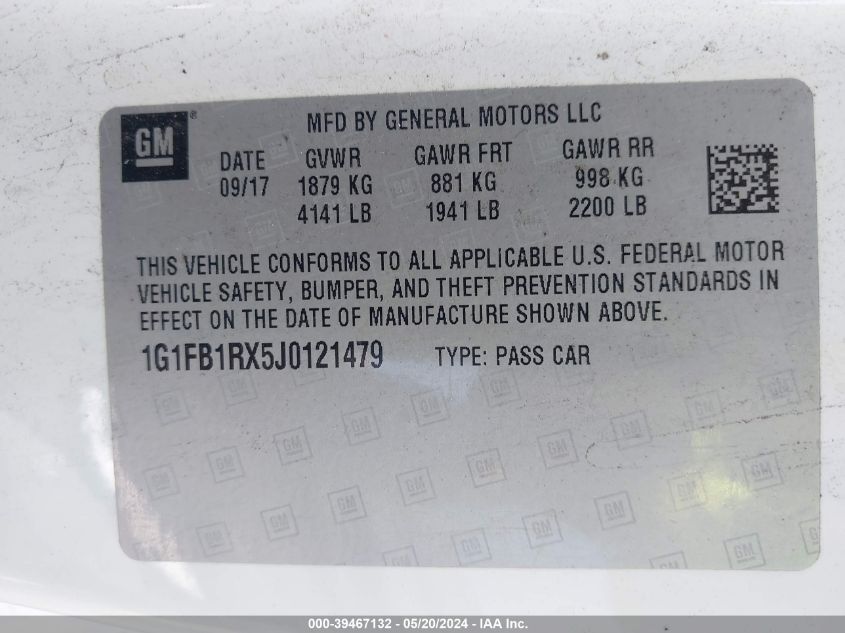 GM ®
MFD BY GENERAL MOTORS LLC
DATE GVWR GAWR FRT GAWR RR
09/17 1879 KG 881 KG 998 KG
4141 LB 1941 LB 2200 LB
THIS VEHICLE CONFORMS TO ALL APPLICABLE U.S. FEDERAL MOTOR
VEHICLE SAFETY, BUMPER, AND THEFT PREVENTION STANDARDS IN
EFFECT ON THE DATE OF MANUFACTURE SHOWN ABOVE.
1G1FB1RX5J0121479 TYPE: PASS CAR
000-39467132 - 05/20/2024 - IAA Inc.